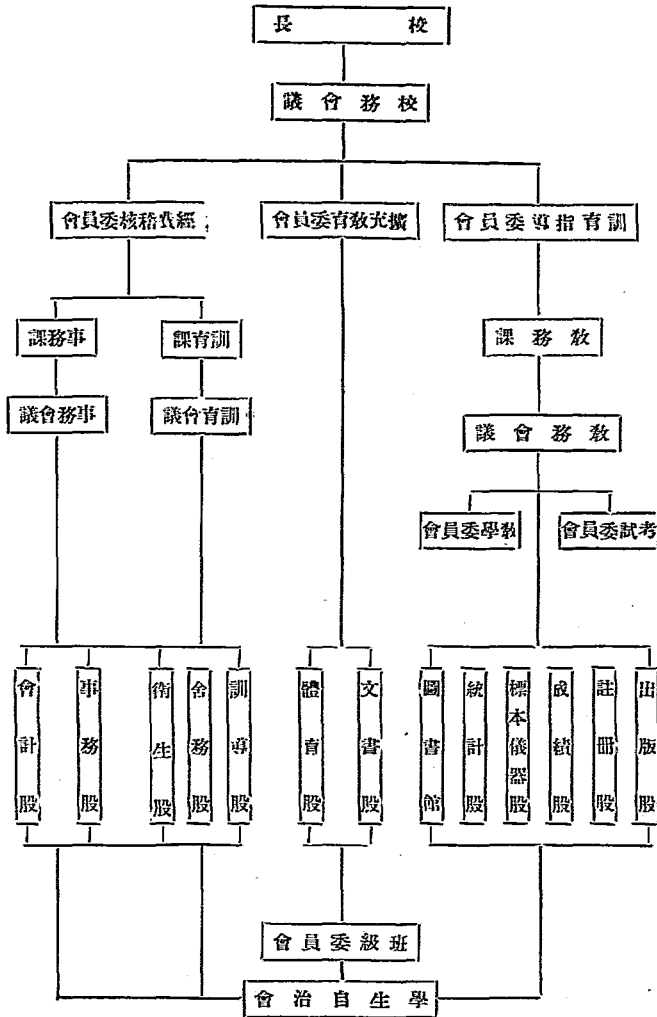 校長
校務會議
訓育指導委員會
擴充敎育委員會
經費稽核委員會
敎務課
訓育課
事務課
敎務會議
訓育會議
事務會議
考試委員會
敎學委員會
出版股
註冊股
成績股
標本儀器股
統計股
圖書館
文書股
體育股
訓導股
舍務股
衛生股
事務股
會計股
班級委員會
學生自治會